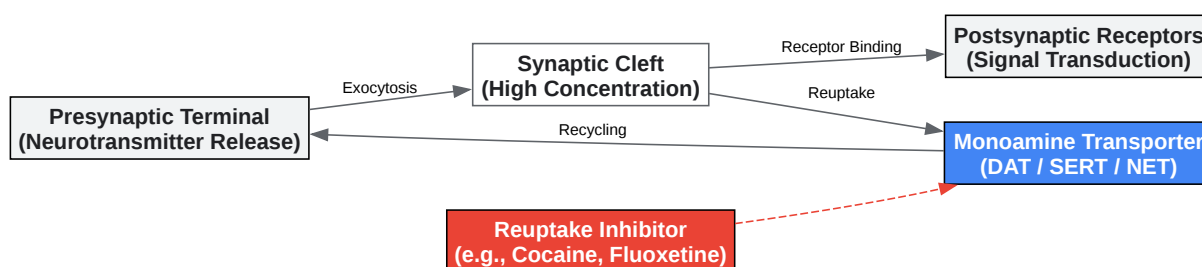 Presynaptic Terminal
(Neurotransmitter Release)
Exocytosis
Synaptic Cleft
(High Concentration)
Receptor Binding
Postsynaptic Receptors
(Signal Transduction)
Reuptake
Recycling
Monoamine Transporter
(DAT / SERT / NET)
Reuptake Inhibitor
(e.g., Cocaine, Fluoxetine)